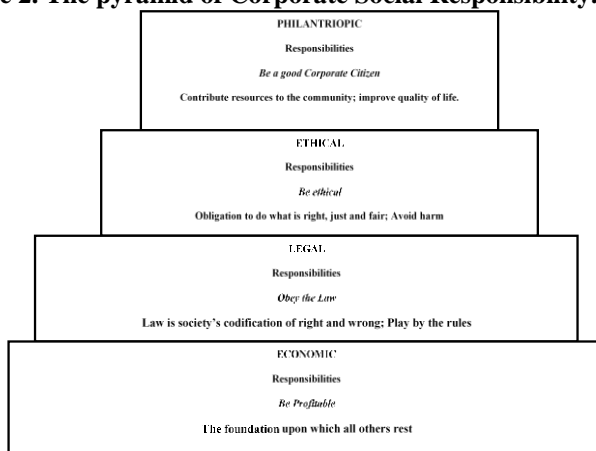 e 2. The pyramid of Corporate Social Responsibility.
PHILANTRIOPIC
Responsibilities
Be a good Corporate Citizen
Contribute resources to the community; improve quality of life.
ETHICAL
Responsibilities
Be ethical
Obligation to do what is right, just and fair; Avoid harm
LEGAL
Responsibilities
Obey the Law
Law is society's codification of right and wrong; Play by the rules
ECONOMIC
Responsibilities
Be Profitable
The foundation upon which all others rest